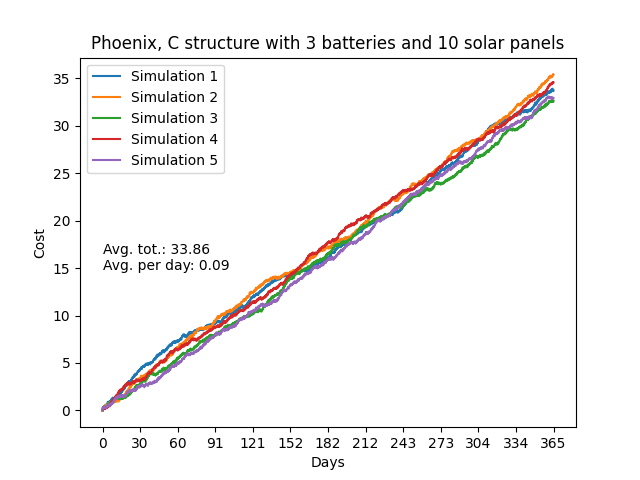 Phoenix, C structure with 3 batteries and 10 solar panels
Simulation 1
Simulation 2
Simulation 3
Simulation 4
Simulation 5
Avg. tot.: 33.86
Avg. per day: 0.09
Cost
35
30
25
20
15
10
5
0
0 30 60 91 121 152 182 212 243 273 304 334 365
Days